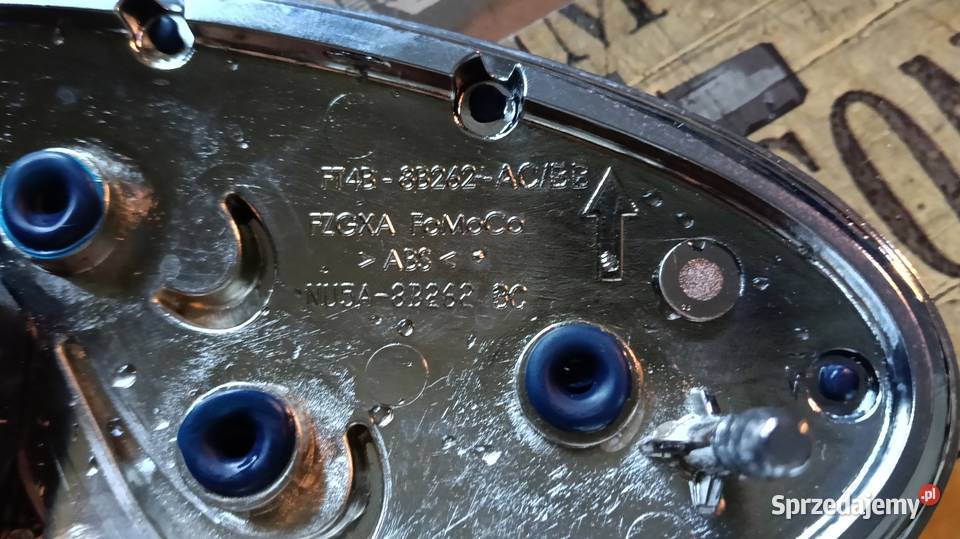 FT4B-8B262-AC/BB
FZGXA FoMoCo
>ABS<
NU5A-8B262 BC
Sprzedajemy.pl